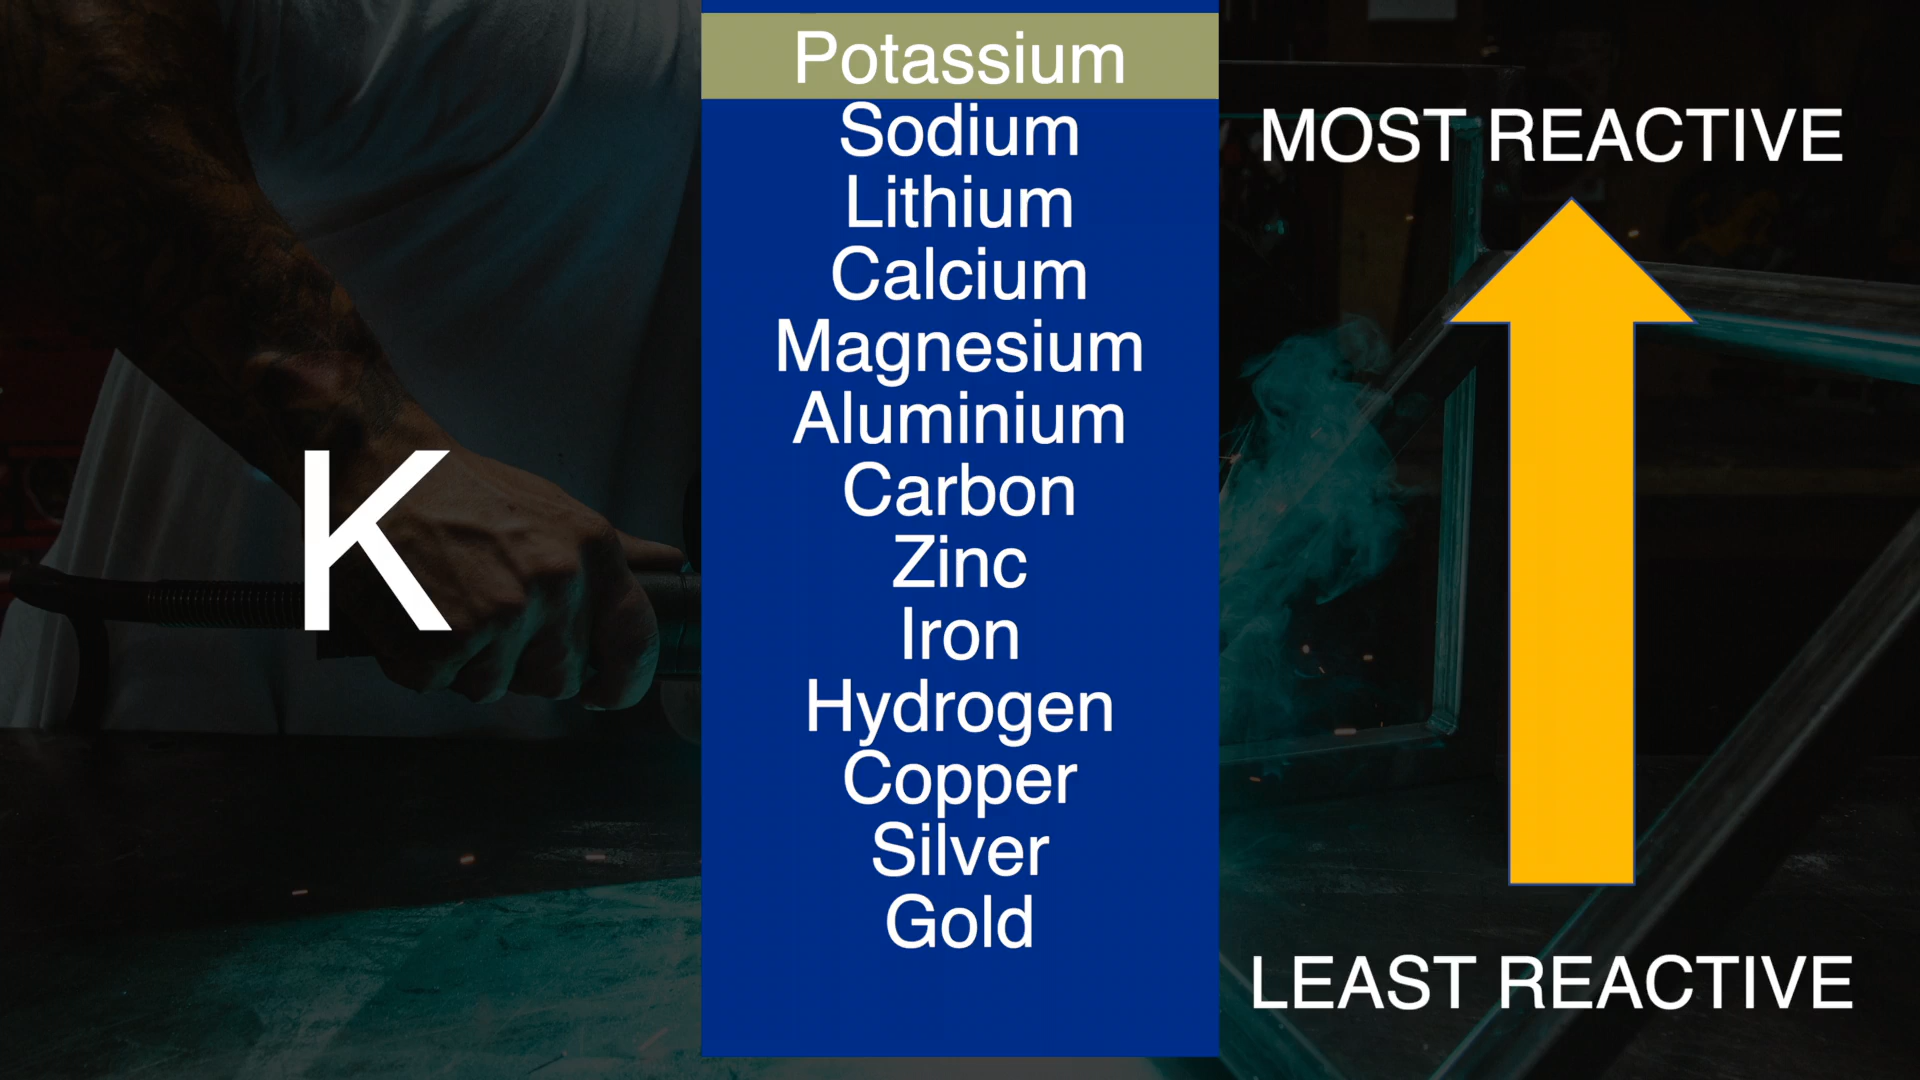 K
Potassium
Sodium
Lithium
Calcium
Magnesium
Aluminium
Carbon
Zinc
Iron
Hydrogen
Copper
Silver
Gold
MOST REACTIVE
LEAST REACTIVE